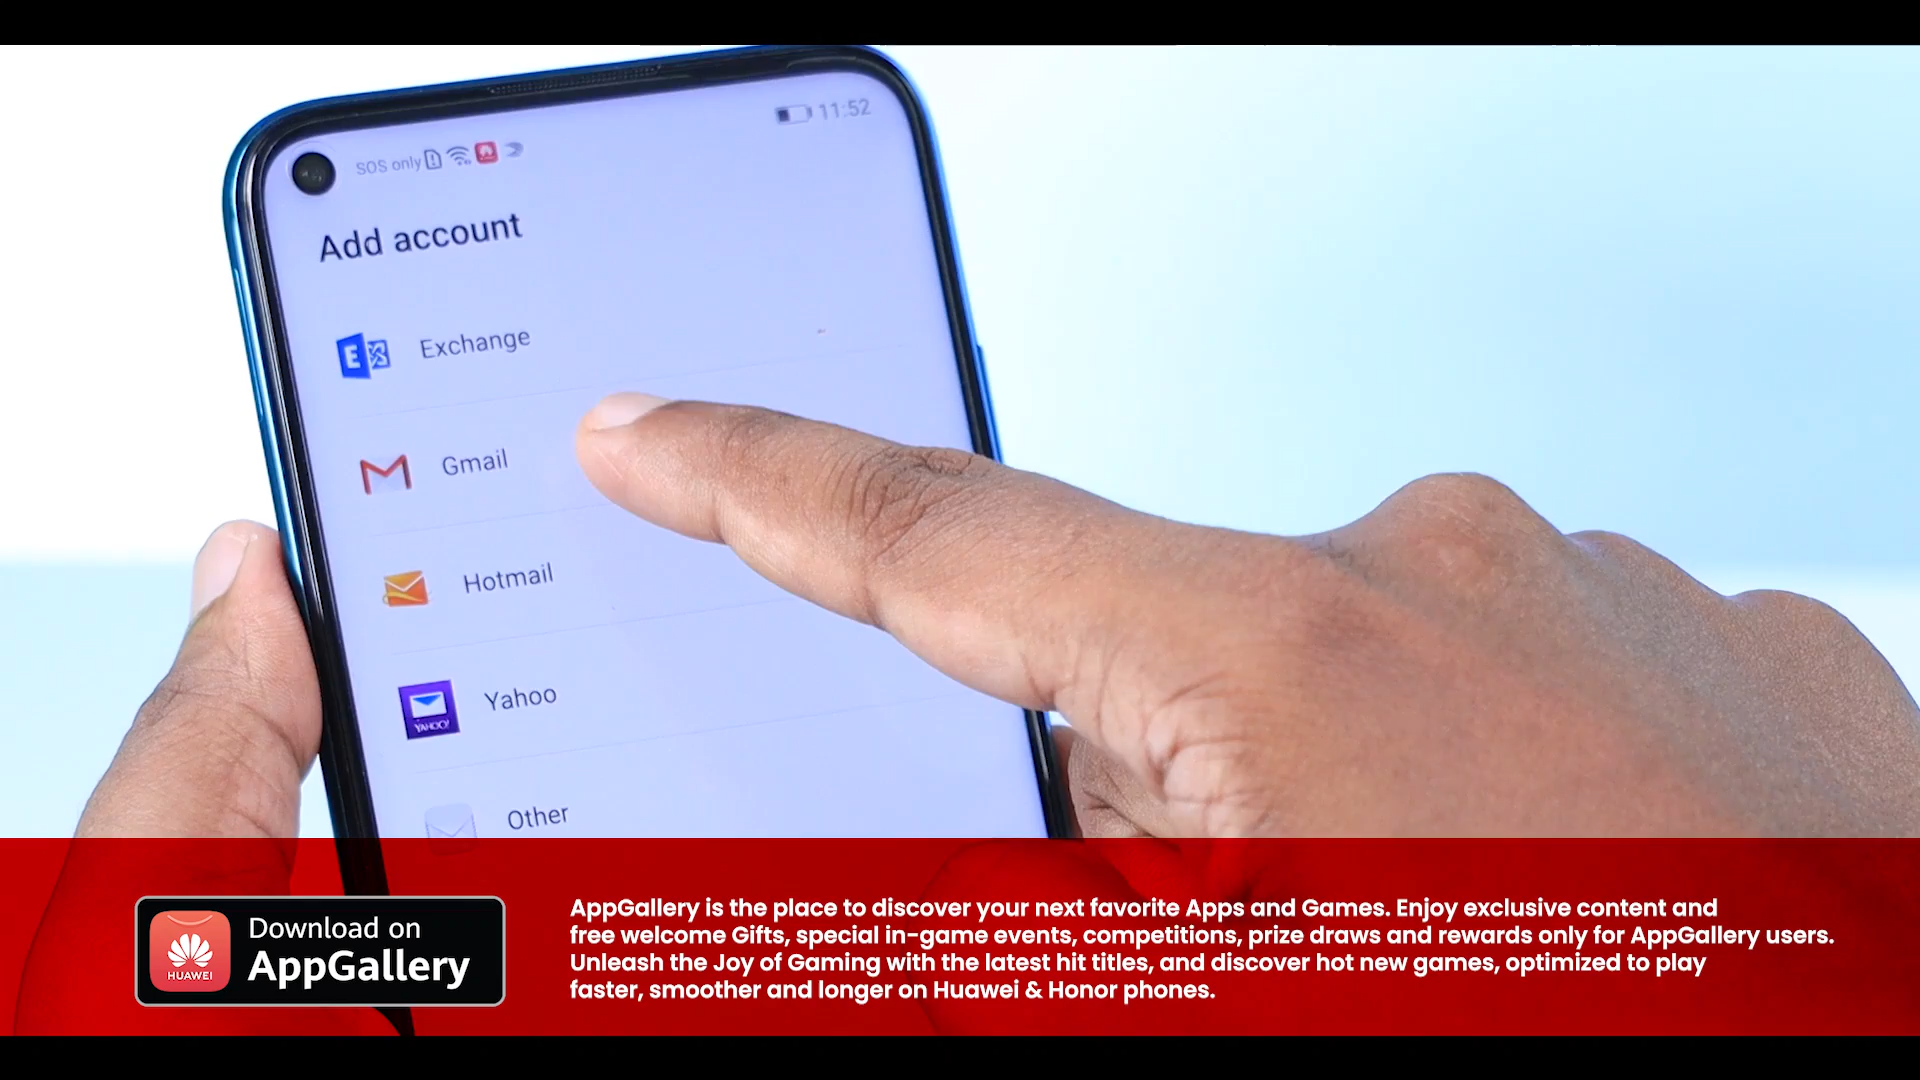 SOS only
11:52
Add account
Exchange
Gmail
Hotmail
YAHOO!
Yahoo
Other
HUAWEI
Download on
AppGallery
AppGallery is the place to discover your next favorite Apps and Games. Enjoy exclusive content and
free welcome Gifts, special in-game events, competitions, prize draws and rewards only for AppGallery users.
Unleash the Joy of Gaming with the latest hit titles, and discover hot new games, optimized to play
faster, smoother and longer on Huawei & Honor phones.